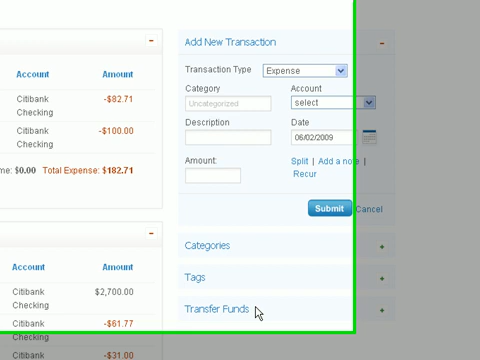 Account Amount
Citibank Checking -$82.71
Citibank Checking -$100.00
me: $0.00 Total Expense: $182.71
Account Amount
Citibank Checking $2,700.00
Citibank Checking -$61.77
Citibank -$31.00
Add New Transaction
Transaction Type Expense
Category Account
Uncategorized select
Description Date
06/02/2009
Amount: Split | Add a note |
Recur
Submit Cancel
Categories
Tags
Transfer Funds